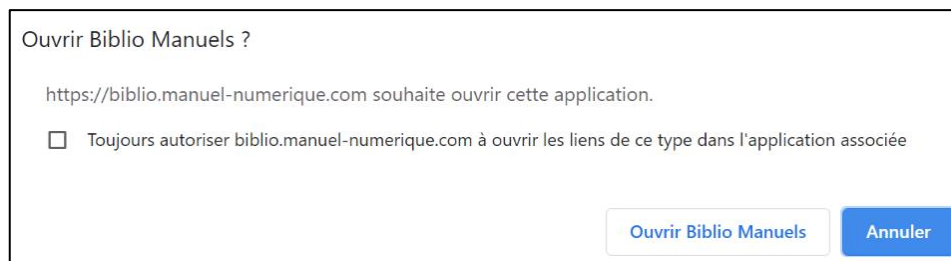 Ouvrir Biblio Manuels ?
https://biblio.manuel-numerique.com souhaite ouvrir cette application.
Toujours autoriser biblio.manuel-numerique.com à ouvrir les liens de ce type dans l'application associée
Ouvrir Biblio Manuels Annuler